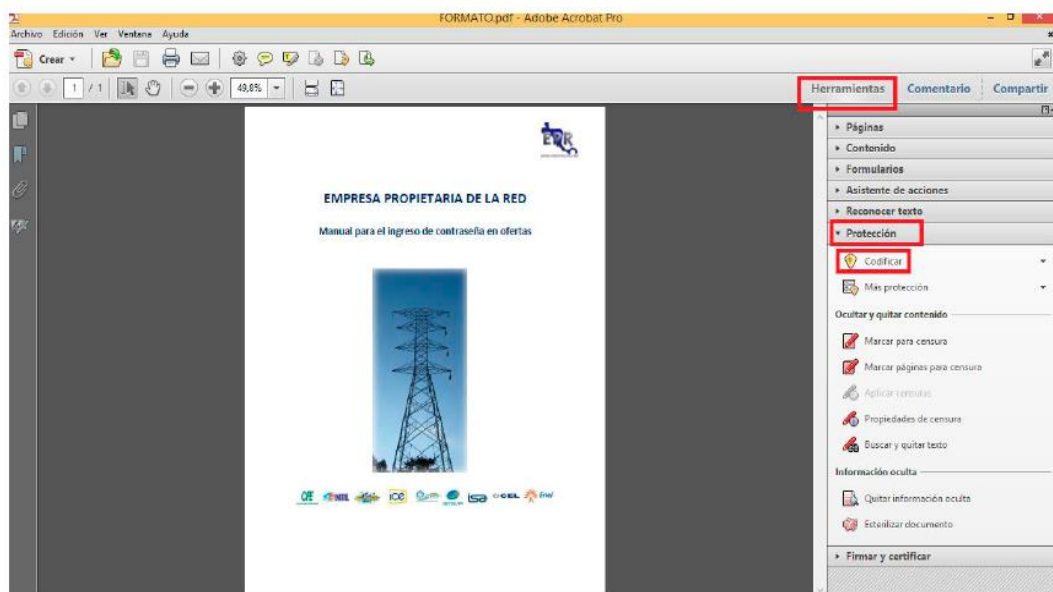 FORMATO.pdf - Adobe Acrobat Pro
Archivo Edición Ver Ventana Ayuda
Crear
1 / 1 49,8%
Herramientas Comentario Compartir
Páginas
Contenido
Formularios
Asistente de acciones
Reconocer texto
Protección
Codificar
Más protección
Ocultar y quitar contenido
Marcar para censura
Marcar páginas para censura
Aplicar censuras
Propiedades de censura
Buscar y quitar texto
Información oculta
Quitar información oculta
Esterilizar documento
Firmar y certificar
EPR
EMPRESA PROPIETARIA DE LA RED
Manual para el ingreso de contraseña en ofertas
CFE
ICE
isa
CEL